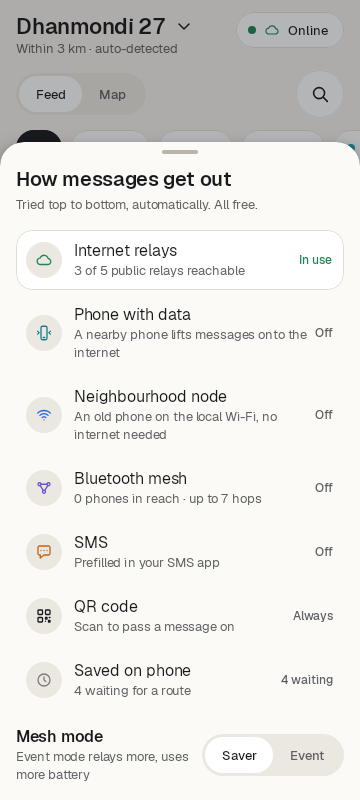 Dhanmondi 27
Within 3 km · auto-detected
Online
Feed
Map
How messages get out
Tried top to bottom, automatically. All free.
Internet relays
3 of 5 public relays reachable
In use
Phone with data
A nearby phone lifts messages onto the
internet
Off
Neighbourhood node
An old phone on the local Wi-Fi, no
internet needed
Off
Bluetooth mesh
0 phones in reach · up to 7 hops
Off
SMS
Prefilled in your SMS app
Off
QR code
Scan to pass a message on
Always
Saved on phone
4 waiting for a route
4 waiting
Mesh mode
Event mode relays more, uses
more battery
Saver
Event